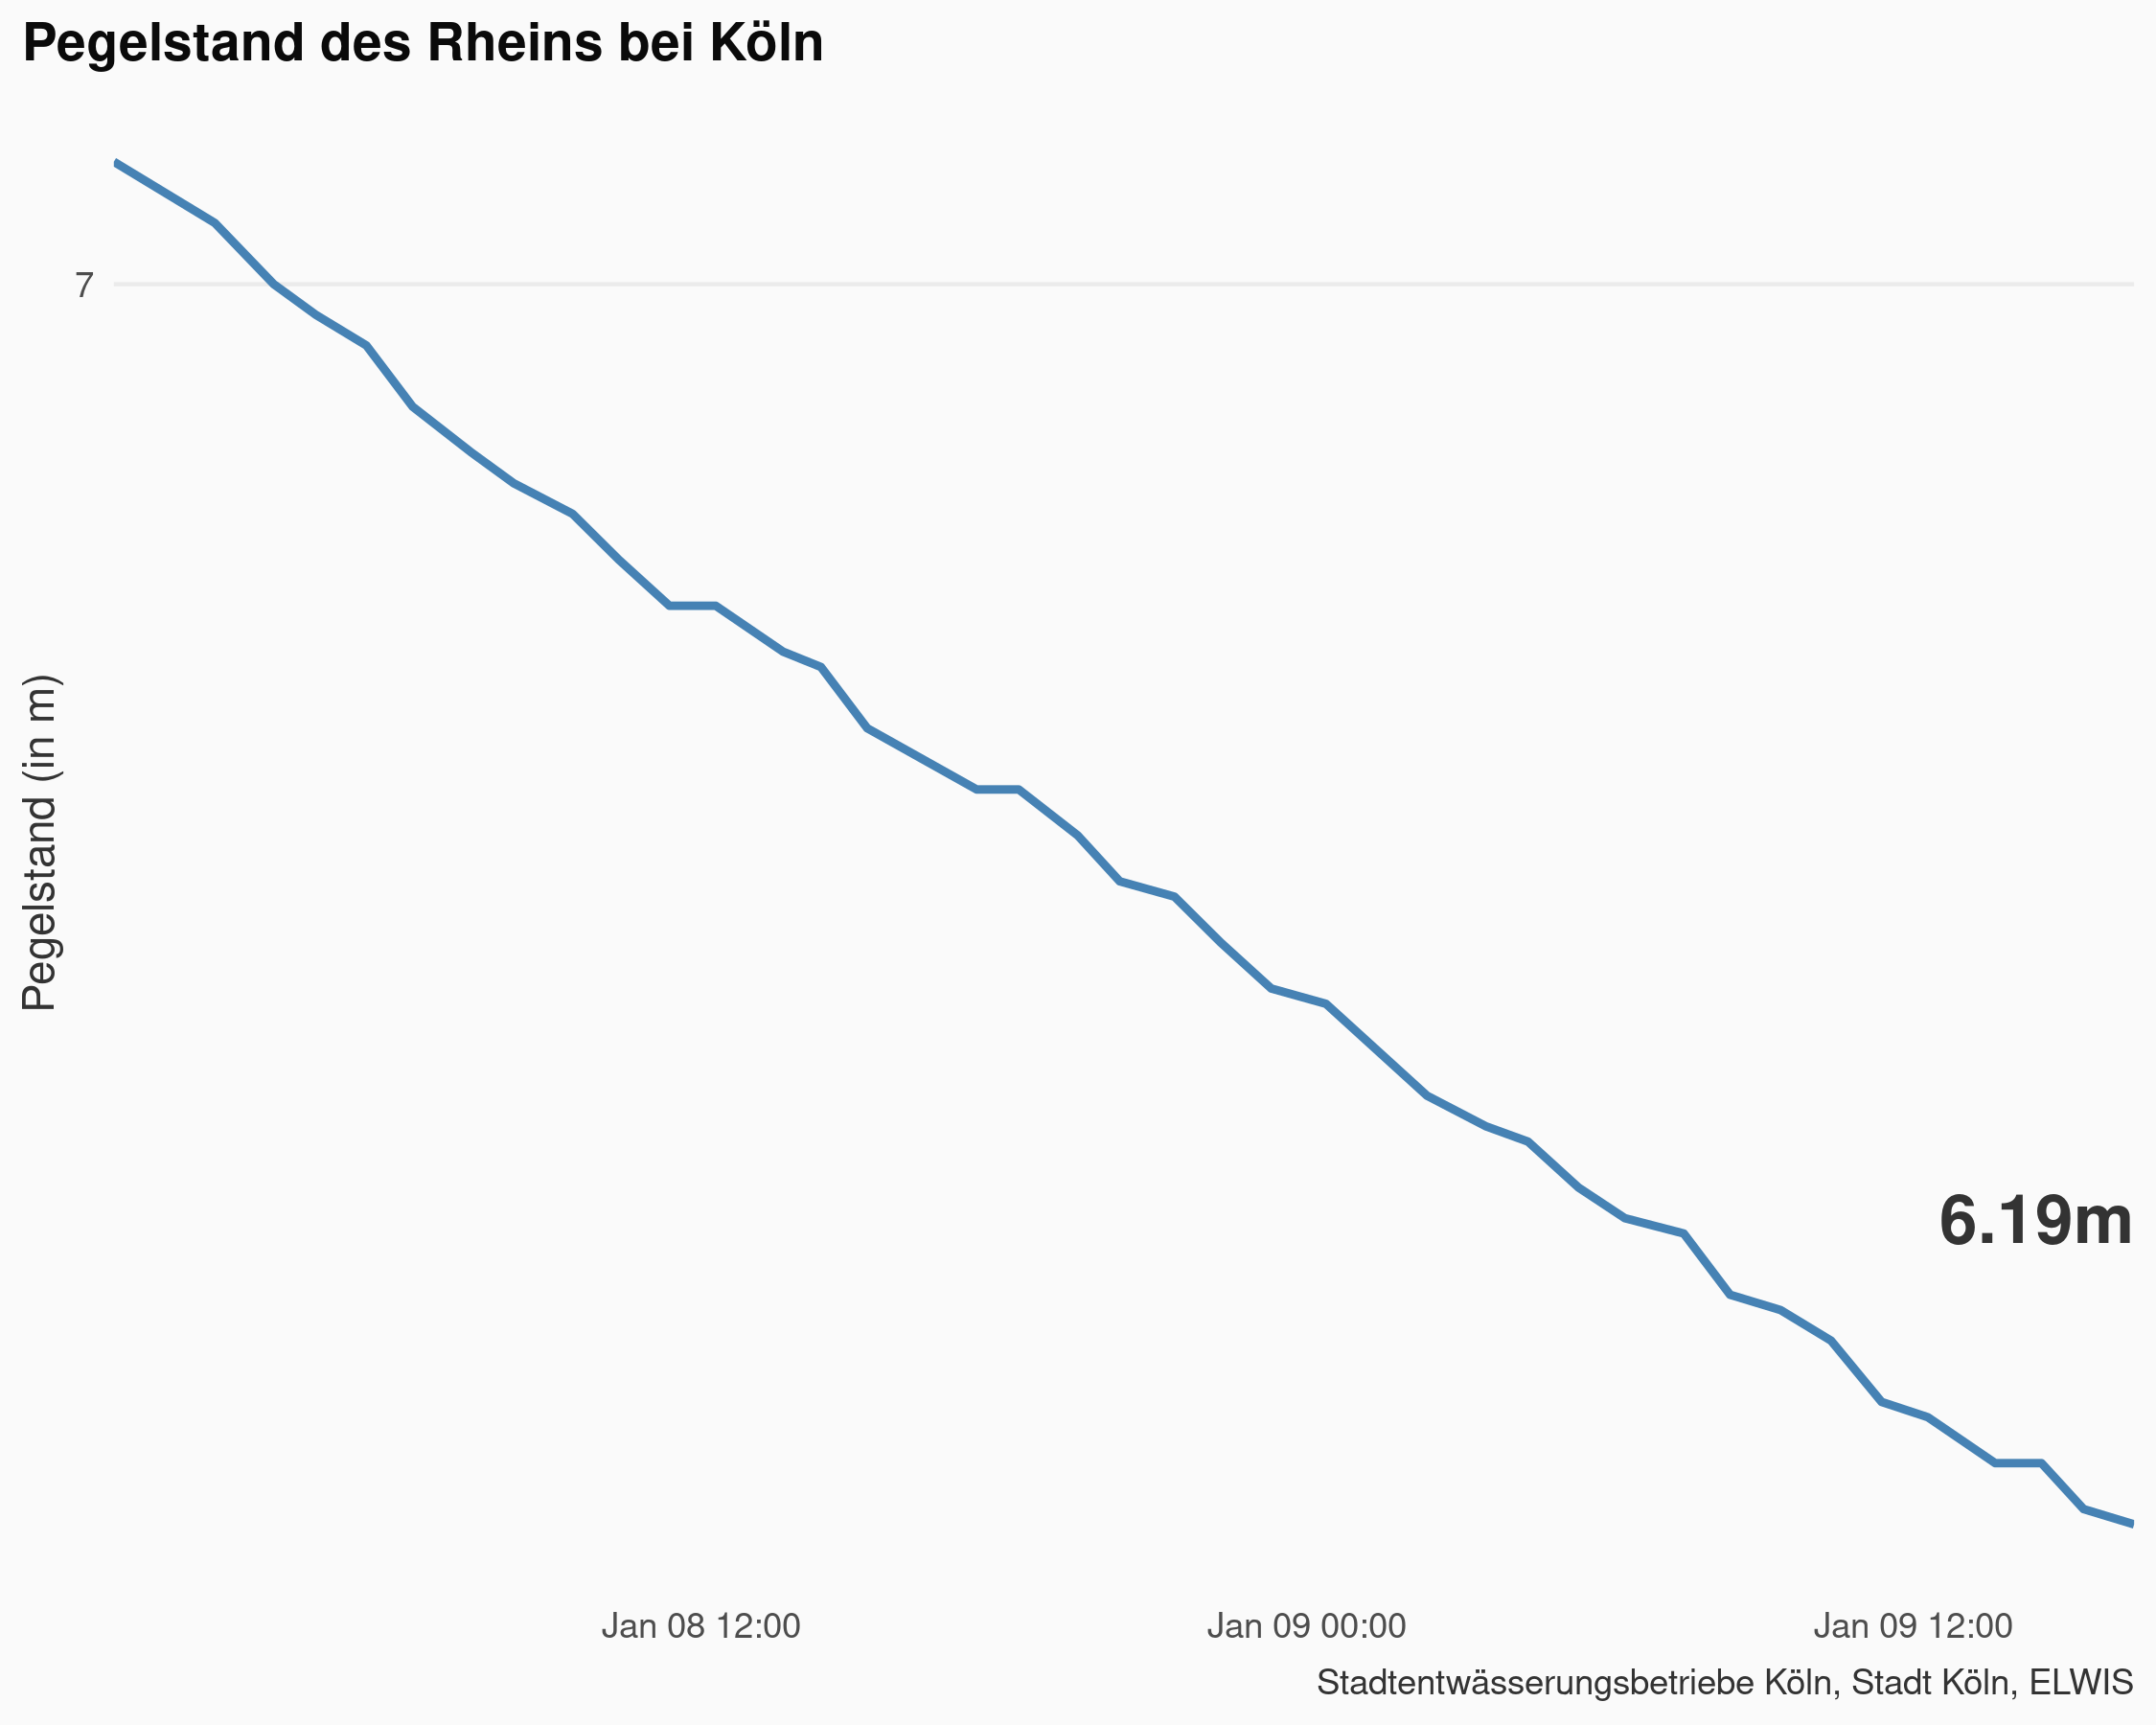 Pegelstand des Rheins bei Köln
7
Pegelstand (in m)
6.19m
Jan 08 12:00
Jan 09 00:00
Jan 09 12:00
Stadtentwässerungsbetriebe Köln, Stadt Köln, ELWIS